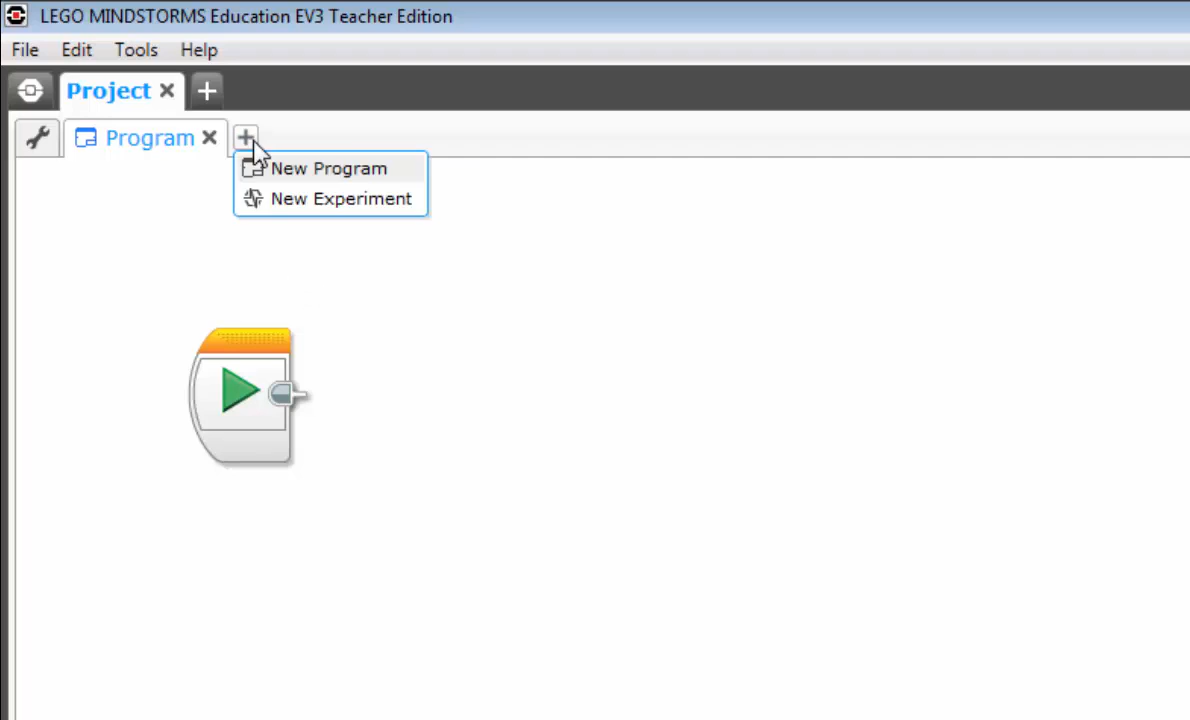 LEGO MINDSTORMS Education EV3 Teacher Edition
File Edit Tools Help
Project
Program
New Program
New Experiment